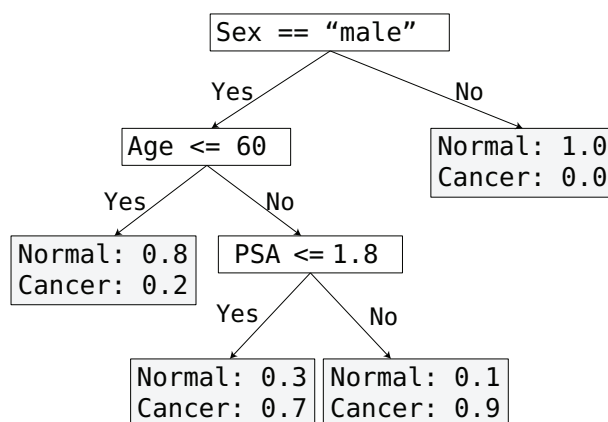 Sex == “male”
Yes
No
Age <= 60
Normal: 1.0
Cancer: 0.0
Yes
No
Normal: 0.8
Cancer: 0.2
PSA <= 1.8
Yes
No
Normal: 0.3
Cancer: 0.7
Normal: 0.1
Cancer: 0.9